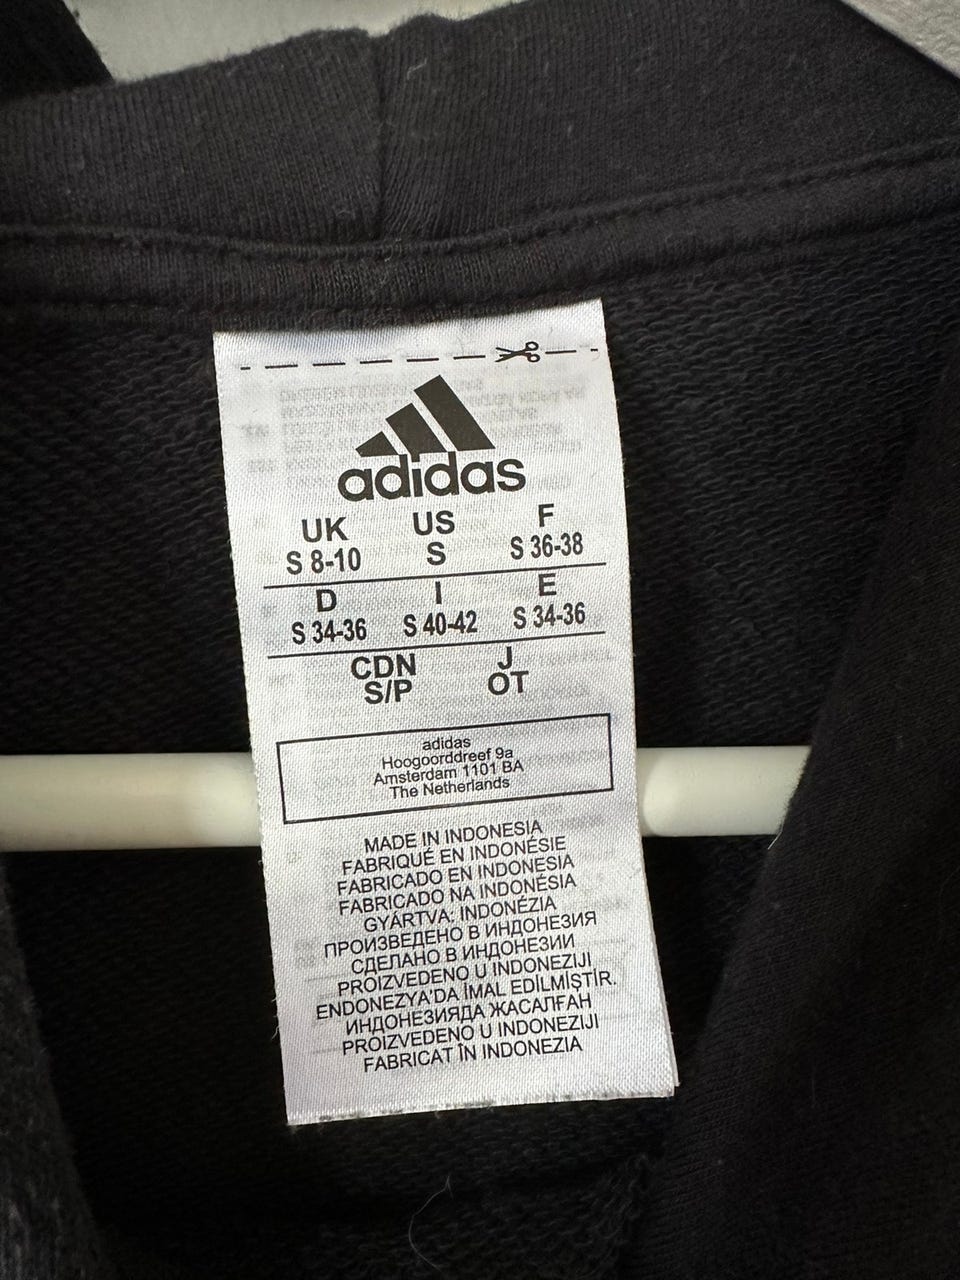 adidas
UK US F
S 8-10 S S 36-38
D I E
S 34-36 S 40-42 S 34-36
CDN J
S/P OT
adidas
Hoogoorddreef 9a
Amsterdam 1101 BA
The Netherlands
MADE IN INDONESIA
FABRIQUÉ EN INDONÉSIE
FABRICADO EN INDONESIA
FABRICADO NA INDONÉSIA
GYÁRTVA: INDONÉZIA
ПРОИЗВЕДЕНО В ИНДОНЕЗИЯ
СДЕЛАНО В ИНДОНЕЗИИ
PROIZVEDENO U INDONEZIJI
ENDONEZYA'DA İMAL EDİLMİŞTİR.
ИНДОНЕЗИЯДА ЖАСАЛҒАН
PROIZVEDENO U INDONEZIJI
FABRICAT ÎN INDONEZIA